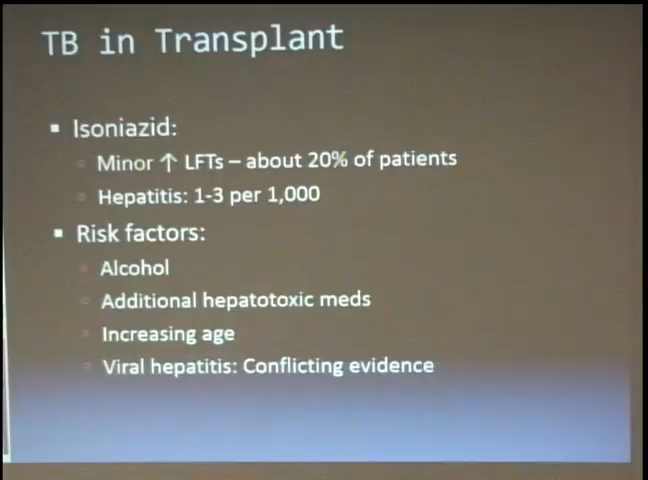 TB in Transplant
▪ Isoniazid:
▫ Minor ↑ LFTs – about 20% of patients
▫ Hepatitis: 1-3 per 1,000
▪ Risk factors:
▫ Alcohol
▫ Additional hepatotoxic meds
▫ Increasing age
▫ Viral hepatitis: Conflicting evidence